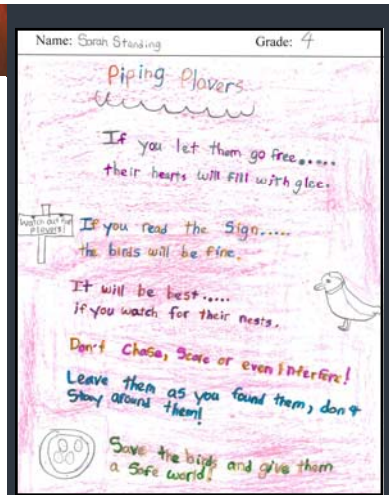 Name: Sarah Standing Grade: 4
Piping Plovers
If you let them go free.....
their hearts will fill with glee.
Watch out for Plovers!
If you read the Sign.....
the birds will be fine.
It will be best.....
if you watch for their nests.
Don't Chase, Scare or even interfere!
Leave them as you found them, don't
Stay around them!
Save the birds and give them
a Safe world!